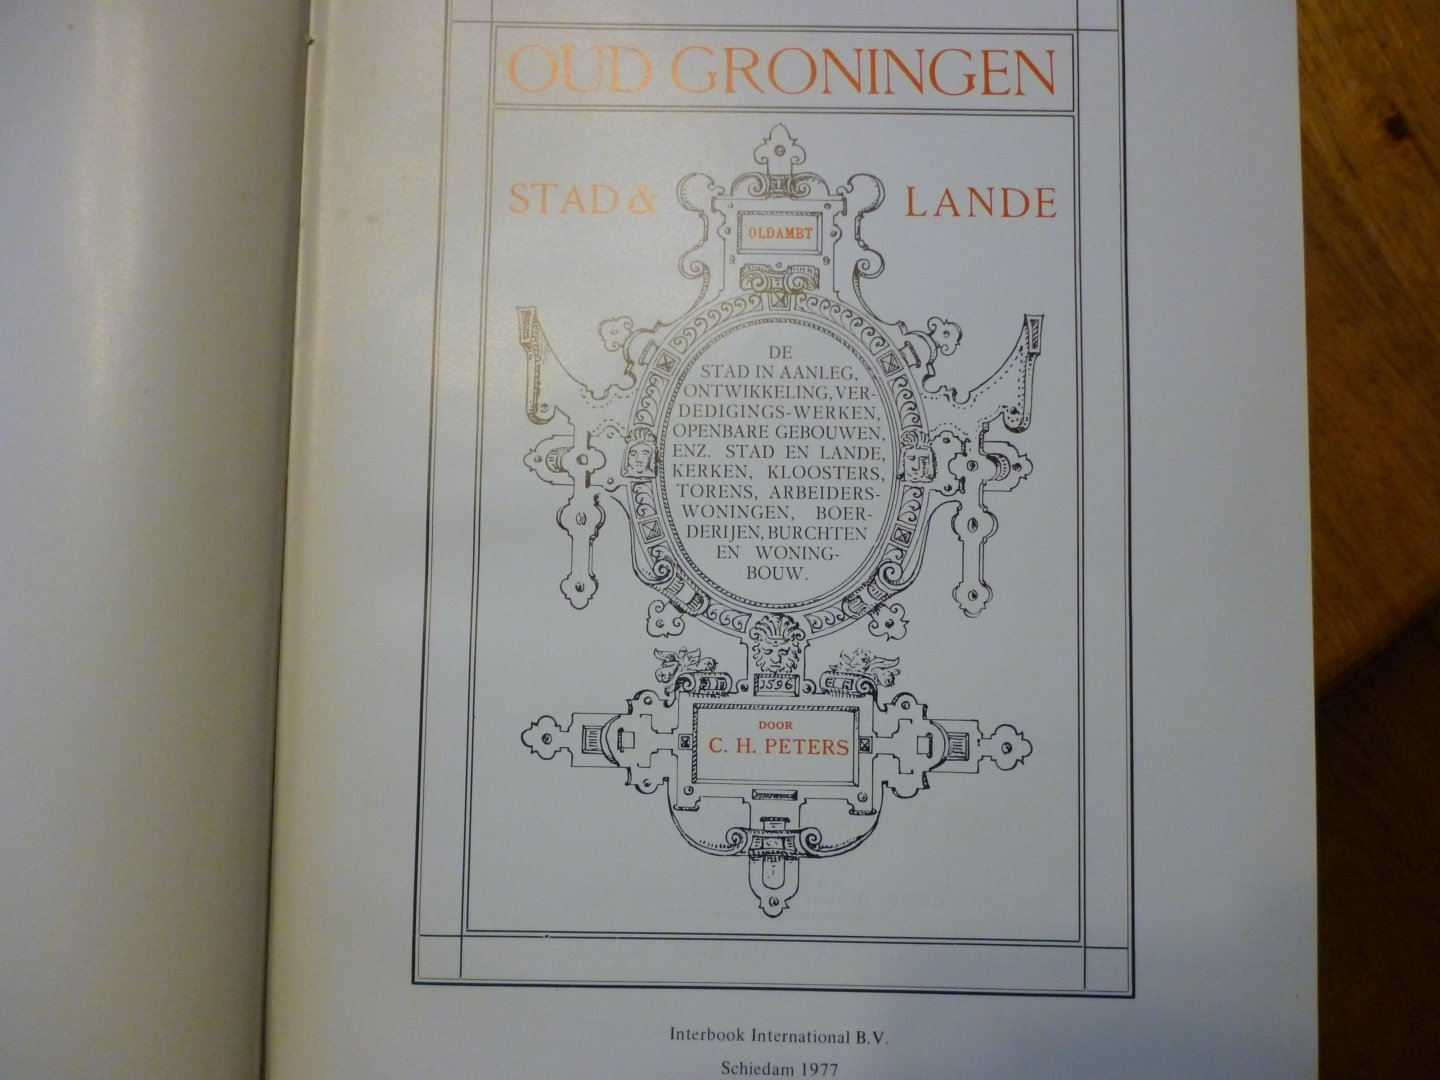 OUD GRONINGEN
STAD & LANDE
OLDAMBT
DE
STAD IN AANLEG,
ONTWIKKELING, VER-
DEDIGINGS-WERKEN,
OPENBARE GEBOUWEN,
ENZ. STAD EN LANDE,
KERKEN, KLOOSTERS,
TORENS, ARBEIDERS-
WONINGEN, BOER-
DERIJEN, BURCHTEN
EN WONING-
BOUW.
1596
DOOR
C. H. PETERS
Interbook International B.V.
Schiedam 1977